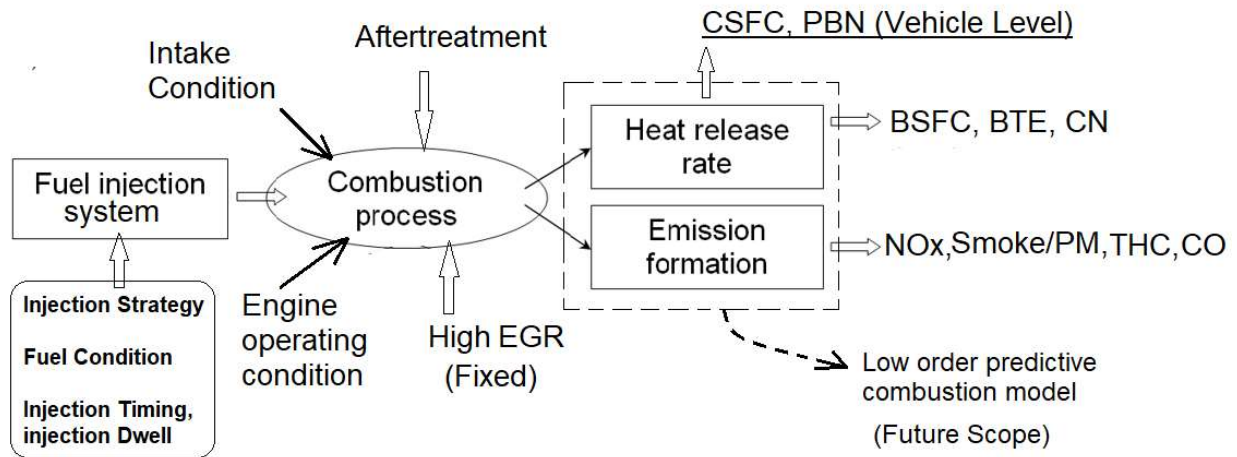 CSFC, PBN (Vehicle Level)
Aftertreatment
Intake
Condition
Heat release
rate
BSFC, BTE, CN
Fuel injection
system
Combustion
process
Emission
formation
NOx,Smoke/PM,THC,CO
Injection Strategy
Fuel Condition
Injection Timing,
injection Dwell
Engine
operating
condition
High EGR
(Fixed)
Low order predictive
combustion model
(Future Scope)